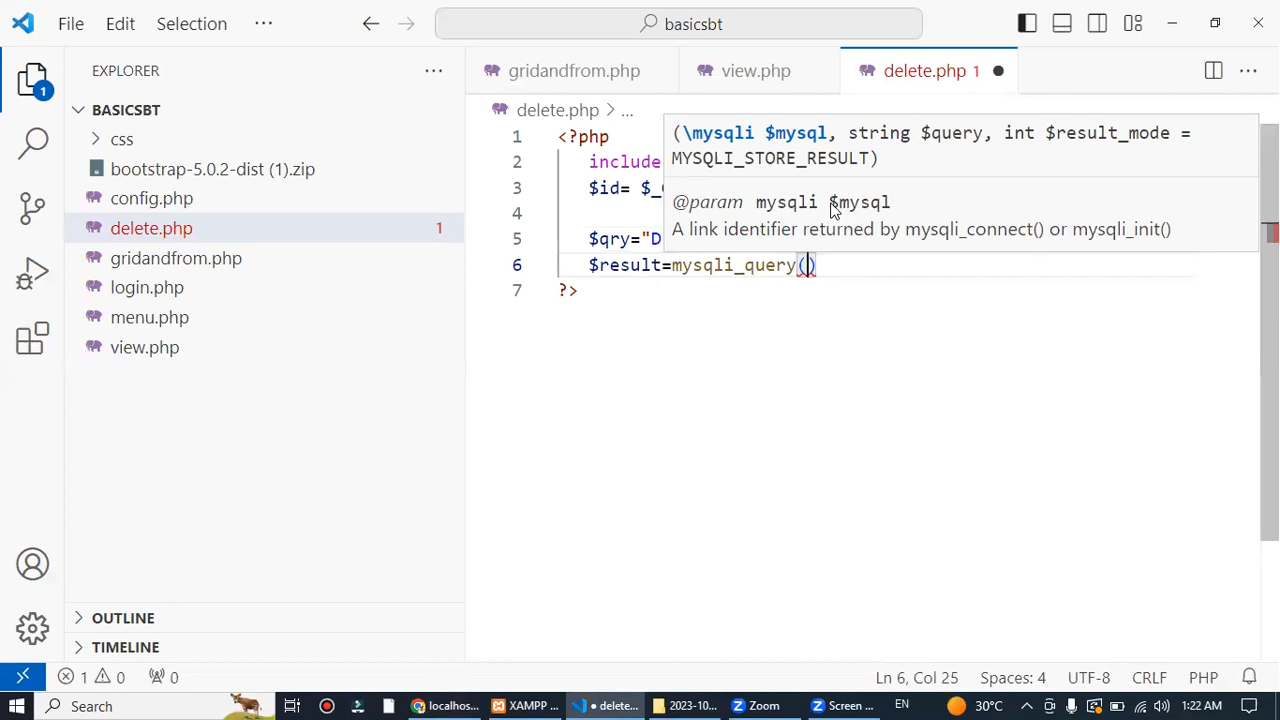 File Edit Selection ··· basicsbt
EXPLORER ···
gridandfrom.php view.php delete.php 1 ● ···
1
BASICSBT
css
bootstrap-5.0.2-dist (1).zip
config.php
delete.php 1
gridandfrom.php
login.php
menu.php
view.php
OUTLINE
TIMELINE
delete.php > ...
1 <?php
2 include
3 $id= $_
4
5 $qry="D
6 $result=mysqli_query()
7 ?>
(\mysqli $mysql, string $query, int $result_mode =
MYSQLI_STORE_RESULT)
@param mysqli $mysql
A link identifier returned by mysqli_connect() or mysqli_init()
1 0 0 Ln 6, Col 25 Spaces: 4 UTF-8 CRLF PHP
Search localhos... XAMPP ... ● delete... 2023-10... Zoom Screen ... EN 30°C 1:22 AM